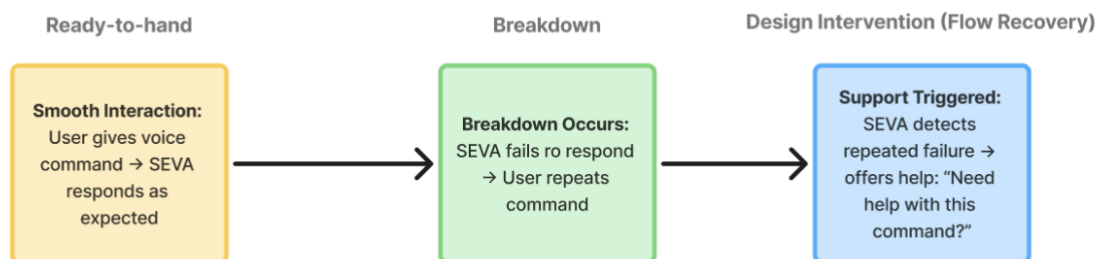 Ready-to-hand
Breakdown
Design Intervention (Flow Recovery)
Smooth Interaction:
User gives voice
command → SEVA
responds as
expected
Breakdown Occurs:
SEVA fails ro respond
→ User repeats
command
Support Triggered:
SEVA detects
repeated failure →
offers help: “Need
help with this
command?”